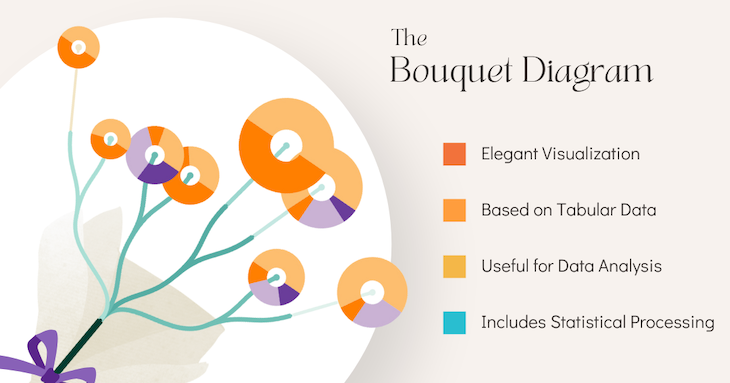 The
Bouquet Diagram
Elegant Visualization
Based on Tabular Data
Useful for Data Analysis
Includes Statistical Processing